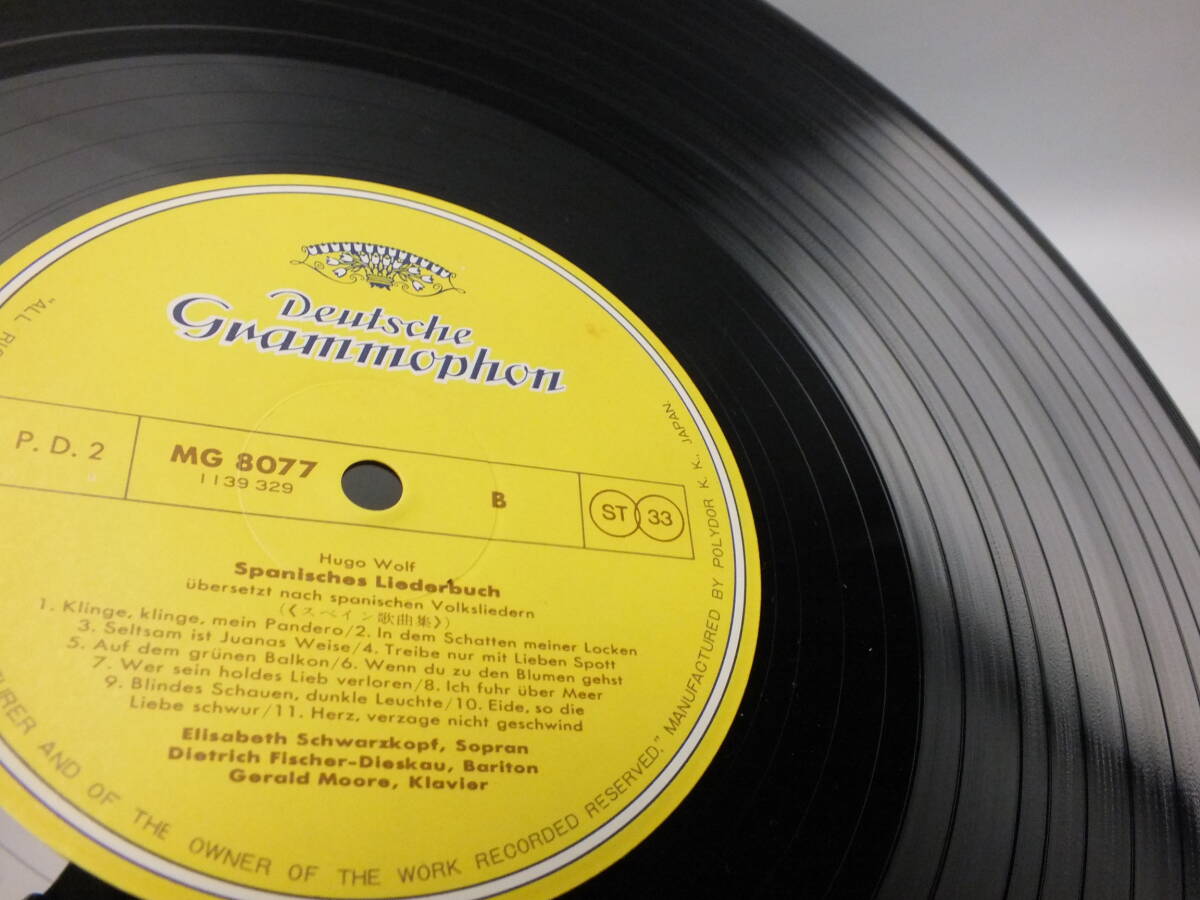 Deutsche
Grammophon
P. D. 2
MG 8077
1139 329
B
ST 33
Hugo Wolf
Spanisches Liederbuch
übersetzt nach spanischen Volksliedern
(《スペイン歌曲集》)
1. Klinge, klinge, mein Pandero/2. In dem Schatten meiner Locken
3. Seltsam ist Juanas Weise/4. Treibe nur mit Lieben Spott
5. Auf dem grünen Balkon/6. Wenn du zu den Blumen gehst
7. Wer sein holdes Lieb verloren/8. Ich fuhr über Meer
9. Blindes Schauen, dunkle Leuchte/10. Eide, so die
Liebe schwur/11. Herz, verzage nicht geschwind
Elisabeth Schwarzkopf, Sopran
Dietrich Fischer-Dieskau, Bariton
Gerald Moore, Klavier
"ALL
AND OF THE OWNER OF THE WORK RECORDED RESERVED." MANUFACTURED BY POLYDOR K. K., JAPAN.